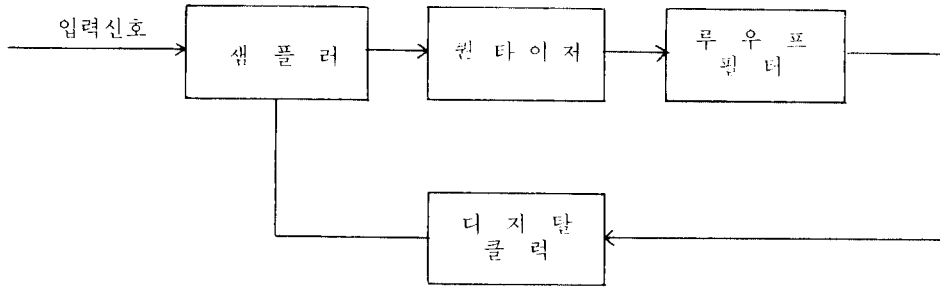 입력신호
샘 플 러
퀀 타 이 저
루 우 프
필 터
디 지 탈
클 럭